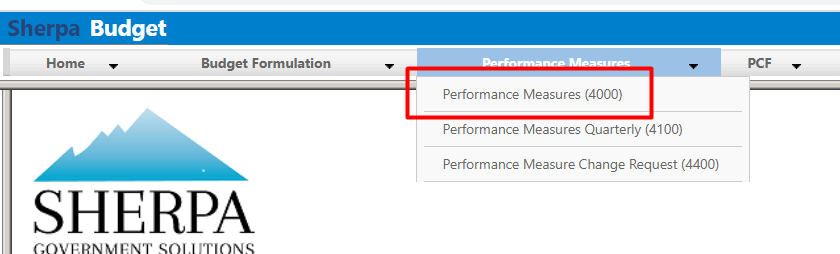 Sherpa Budget
Home Budget Formulation Performance Measures PCF
Performance Measures (4000)
Performance Measures Quarterly (4100)
Performance Measure Change Request (4400)
SHERPA
GOVERNMENT SOLUTIONS